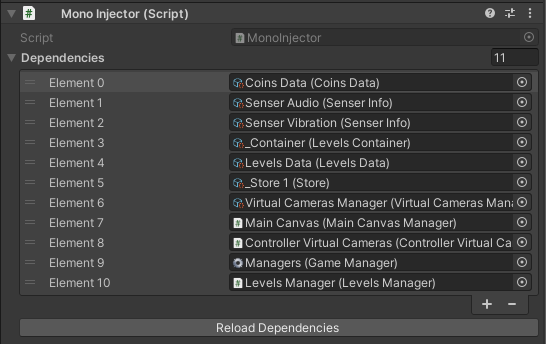 Mono Injector (Script)
Script MonoInjector
Dependencies 11
Element 0 Coins Data (Coins Data)
Element 1 Senser Audio (Senser Info)
Element 2 Senser Vibration (Senser Info)
Element 3 _Container (Levels Container)
Element 4 Levels Data (Levels Data)
Element 5 _Store 1 (Store)
Element 6 Virtual Cameras Manager (Virtual Cameras Man
Element 7 Main Canvas (Main Canvas Manager)
Element 8 Controller Virtual Cameras (Controller Virtual Ca
Element 9 Managers (Game Manager)
Element 10 Levels Manager (Levels Manager)
Reload Dependencies